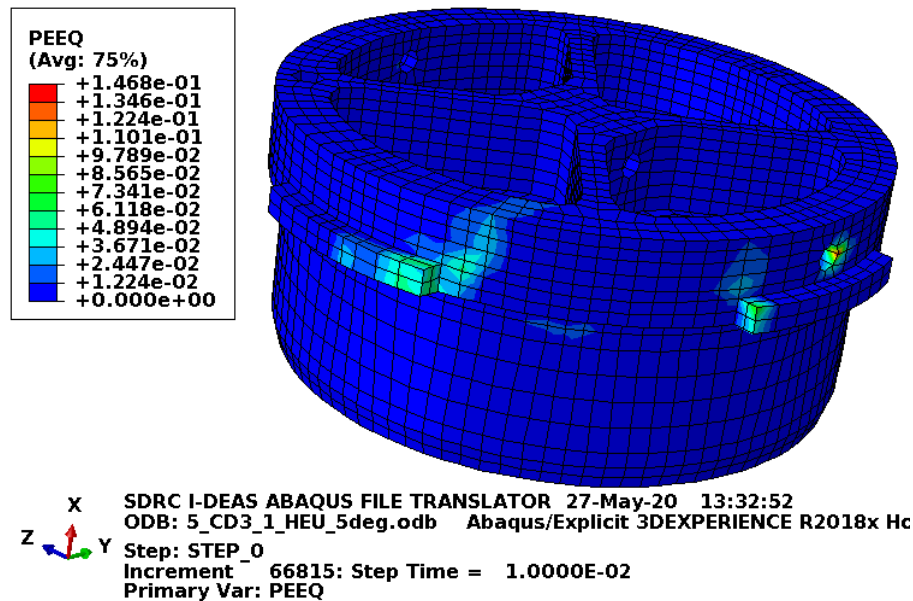 PEEQ
(Avg: 75%)
+1.468e-01
+1.346e-01
+1.224e-01
+1.101e-01
+9.789e-02
+8.565e-02
+7.341e-02
+6.118e-02
+4.894e-02
+3.671e-02
+2.447e-02
+1.224e-02
+0.000e+00
X
Z
Y
SDRC I-DEAS ABAQUS FILE TRANSLATOR 27-May-20 13:32:52
ODB: 5_CD3_1_HEU_5deg.odb Abaqus/Explicit 3DEXPERIENCE R2018x Ho
Step: STEP_0
Increment 66815: Step Time = 1.0000E-02
Primary Var: PEEQ